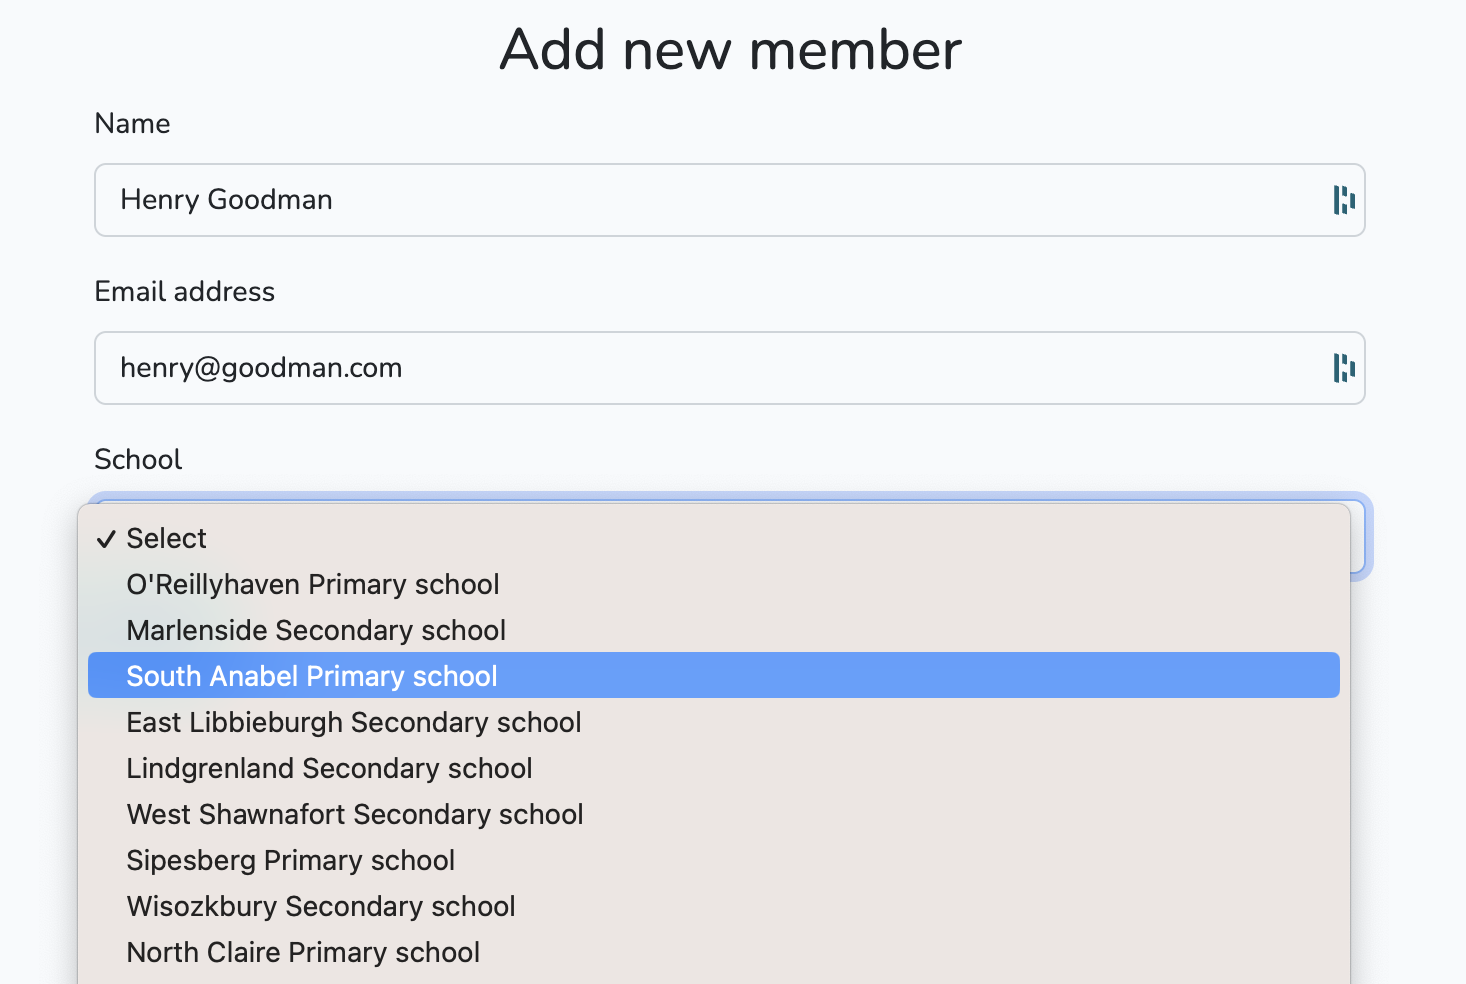 Add new member
Name
Henry Goodman
Email address
henry@goodman.com
School
✓ Select
O'Reillyhaven Primary school
Marlenside Secondary school
South Anabel Primary school
East Libbieburgh Secondary school
Lindgrenland Secondary school
West Shawnafort Secondary school
Sipesberg Primary school
Wisozkbury Secondary school
North Claire Primary school